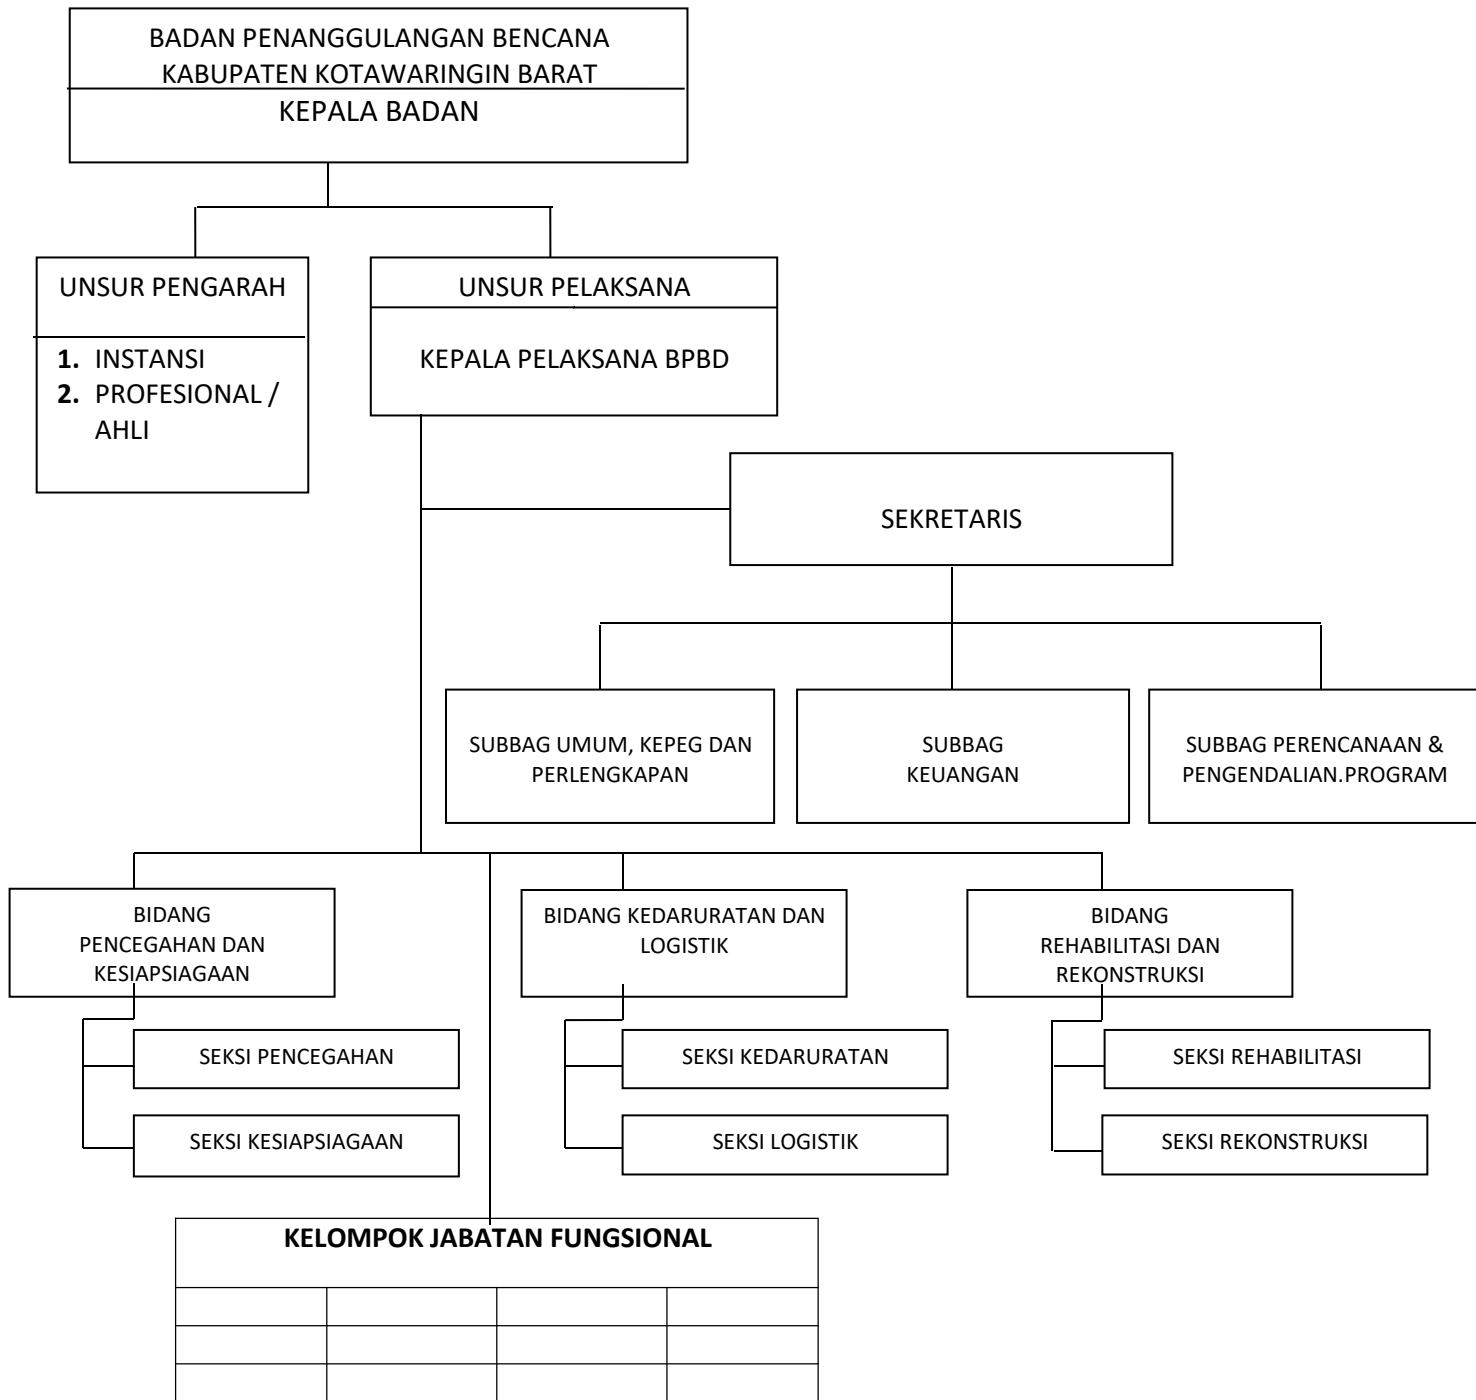 BADAN PENANGGULANGAN BENCANA
KABUPATEN KOTAWARINGIN BARAT
KEPALA BADAN
UNSUR PENGARAH
1. INSTANSI
2. PROFESIONAL /
AHLI
UNSUR PELAKSANA
KEPALA PELAKSANA BPBD
SEKRETARIS
SUBBAG UMUM, KEPEG DAN
PERLENGKAPAN
SUBBAG
KEUANGAN
SUBBAG PERENCANAAN &
PENGENDALIAN.PROGRAM
BIDANG
PENCEGAHAN DAN
KESIAPSIAGAAN
BIDANG KEDARURATAN DAN
LOGISTIK
BIDANG
REHABILITASI DAN
REKONSTRUKSI
SEKSI PENCEGAHAN
SEKSI KEDARURATAN
SEKSI REHABILITASI
SEKSI KESIAPSIAGAAN
SEKSI LOGISTIK
SEKSI REKONSTRUKSI
KELOMPOK JABATAN FUNGSIONAL